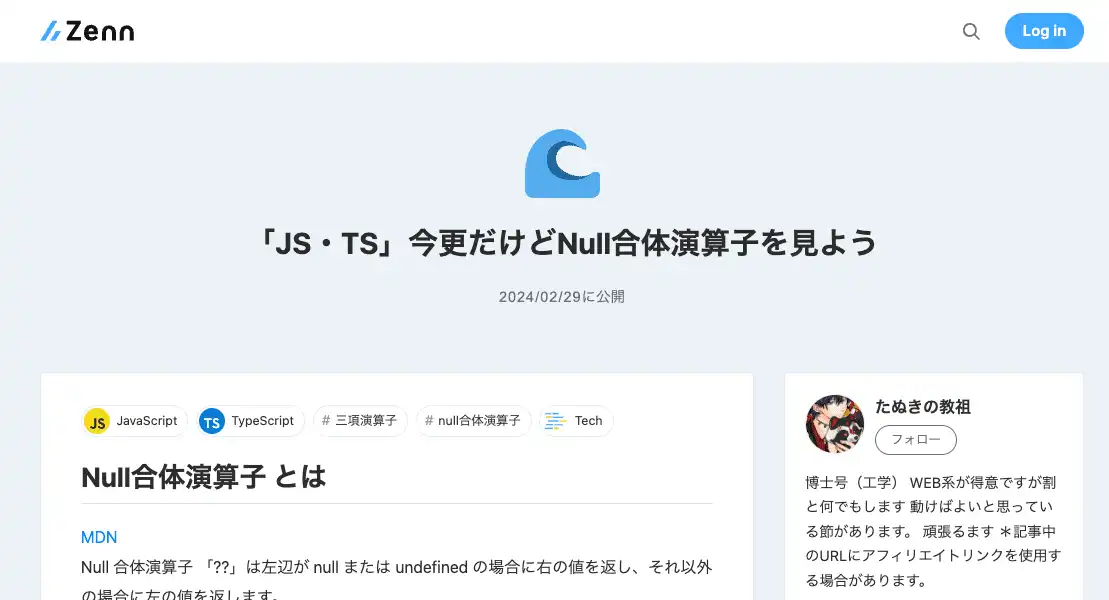 Zenn
Log in
「JS・TS」今更だけどNull合体演算子を見よう
2024/02/29に公開
JS JavaScript
TS TypeScript
# 三項演算子
# null合体演算子
Tech
Null合体演算子 とは
MDN
Null 合体演算子 「??」は左辺が null または undefined の場合に右の値を返し、それ以外
の場合に左の値を返します。
たぬきの教祖
フォロー
博士号（工学） WEB系が得意ですが割
と何でもします 動けばよいと思ってい
る節があります。 頑張るます ＊記事中
のURLにアフィリエイトリンクを使用す
る場合があります。